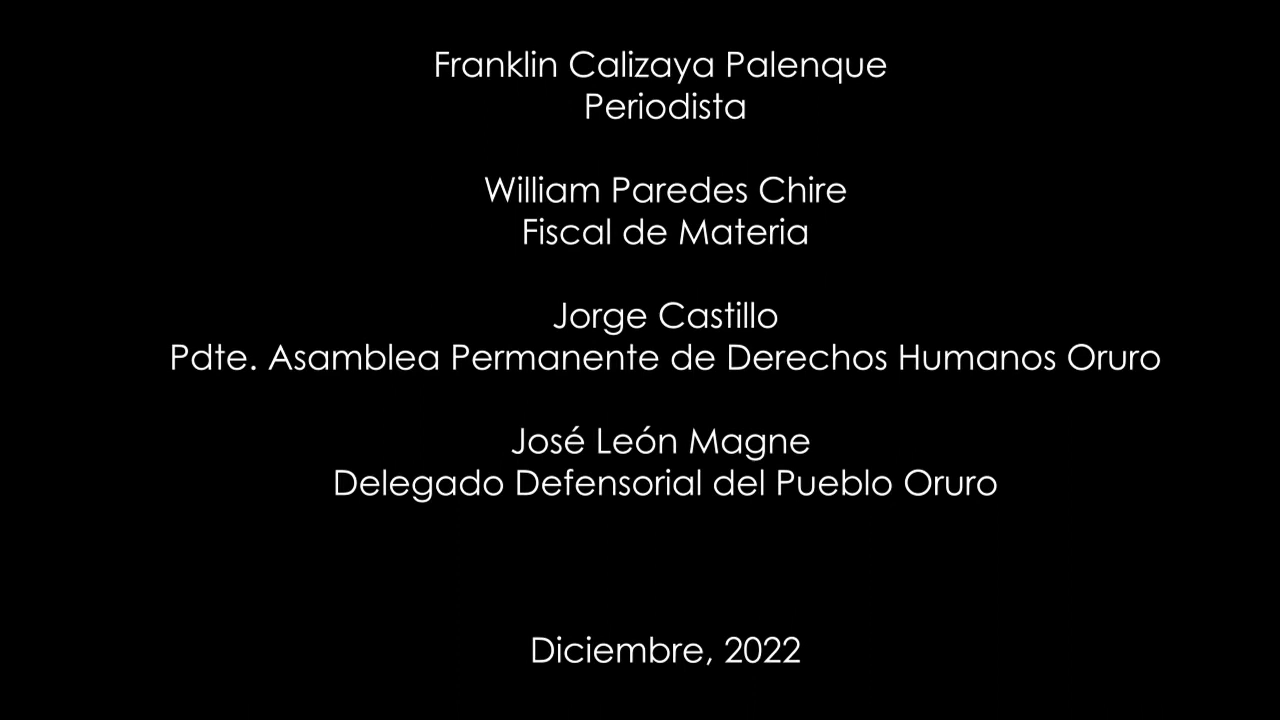 Franklin Calizaya Palenque
Periodista
William Paredes Chire
Fiscal de Materia
Jorge Castillo
Pdte. Asamblea Permanente de Derechos Humanos Oruro
José León Magne
Delegado Defensorial del Pueblo Oruro
Diciembre, 2022